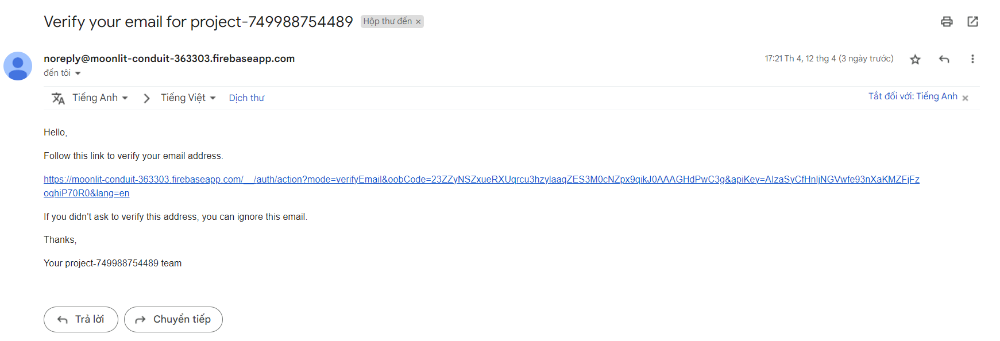 Verify your email for project-749988754489 Hộp thư đến ×
noreply@moonlit-conduit-363303.firebaseapp.com 17:21 Th 4, 12 thg 4 (3 ngày trước)
đến tôi
Tiếng Anh > Tiếng Việt Dịch thư Tắt đối với: Tiếng Anh ×
Hello,
Follow this link to verify your email address.
https://moonlit-conduit-363303.firebaseapp.com/__/auth/action?mode=verifyEmail&oobCode=23ZZyNSZxueRXUqrcu3hzylaaqZES3M0cNZpx9qikJ0AAAGHdPwC3g&apiKey=AIzaSyCfHnIjNGVwfe93nXaKMZFjFz
oqhiP70R0&lang=en
If you didn’t ask to verify this address, you can ignore this email.
Thanks,
Your project-749988754489 team
Trả lời Chuyển tiếp